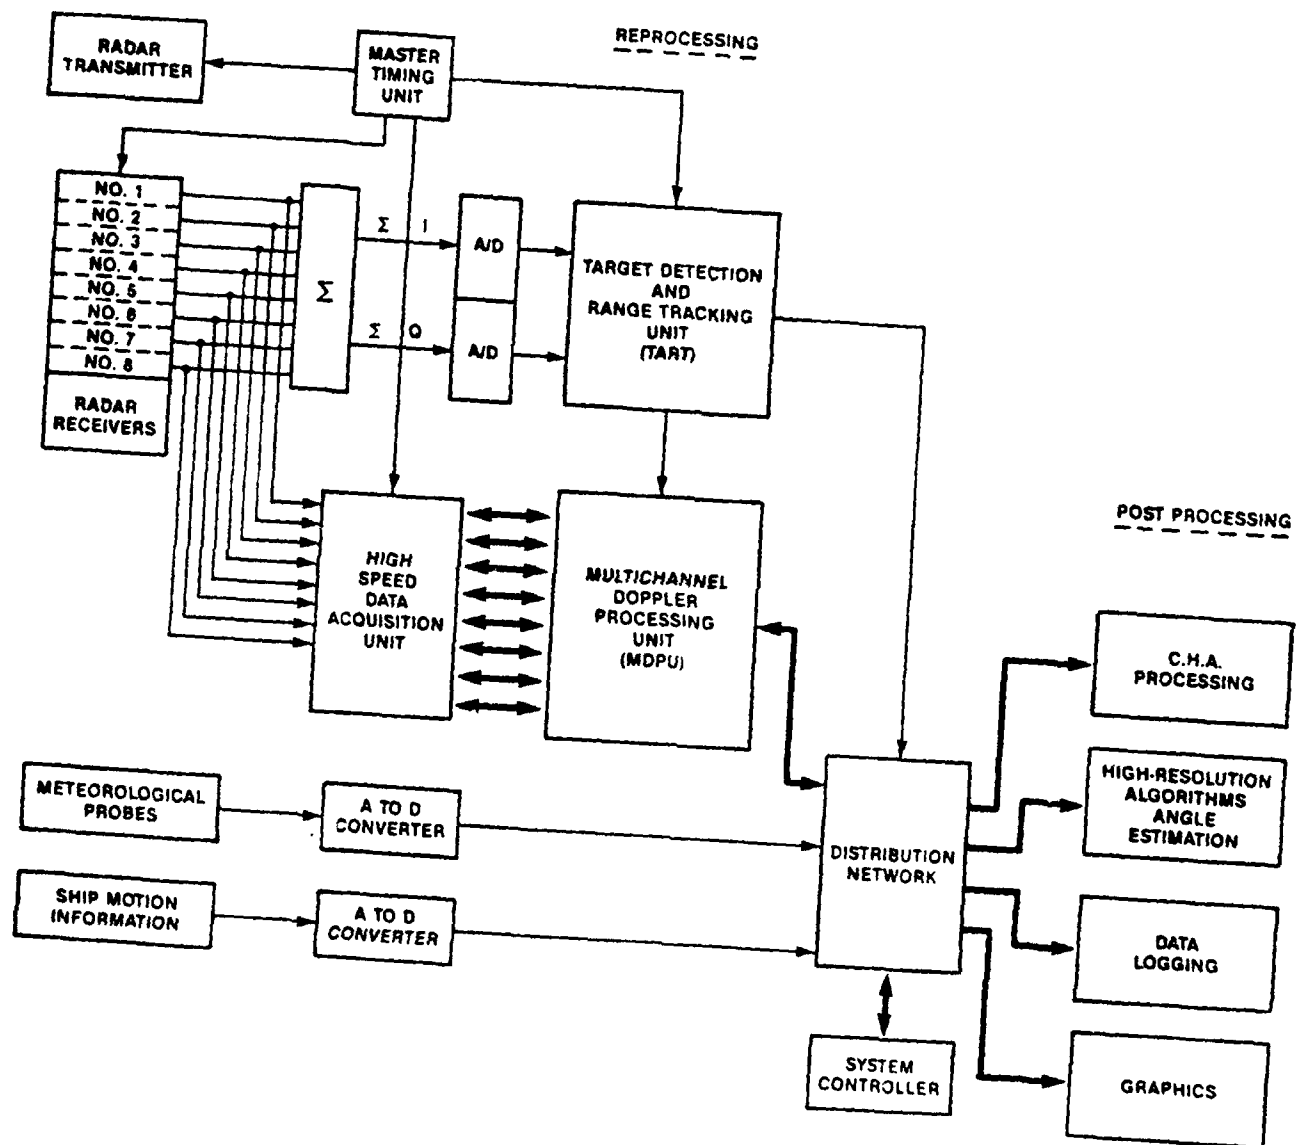 REPROCESSING
RADAR
TRANSMITTER
MASTER
TIMING
UNIT
NO. 1
NO. 2
NO. 3
NO. 4
NO. 5
NO. 6
NO. 7
NO. 8
RADAR
RECEIVERS
Σ
Σ I
Σ Q
A/D
A/D
TARGET DETECTION
AND
RANGE TRACKING
UNIT
(TART)
HIGH
SPEED
DATA
ACQUISITION
UNIT
MULTICHANNEL
DOPPLER
PROCESSING
UNIT
(MDPU)
POST PROCESSING
C.H.A.
PROCESSING
HIGH-RESOLUTION
ALGORITHMS
ANGLE
ESTIMATION
DATA
LOGGING
GRAPHICS
METEOROLOGICAL
PROBES
A TO D
CONVERTER
SHIP MOTION
INFORMATION
A TO D
CONVERTER
DISTRIBUTION
NETWORK
SYSTEM
CONTROLLER